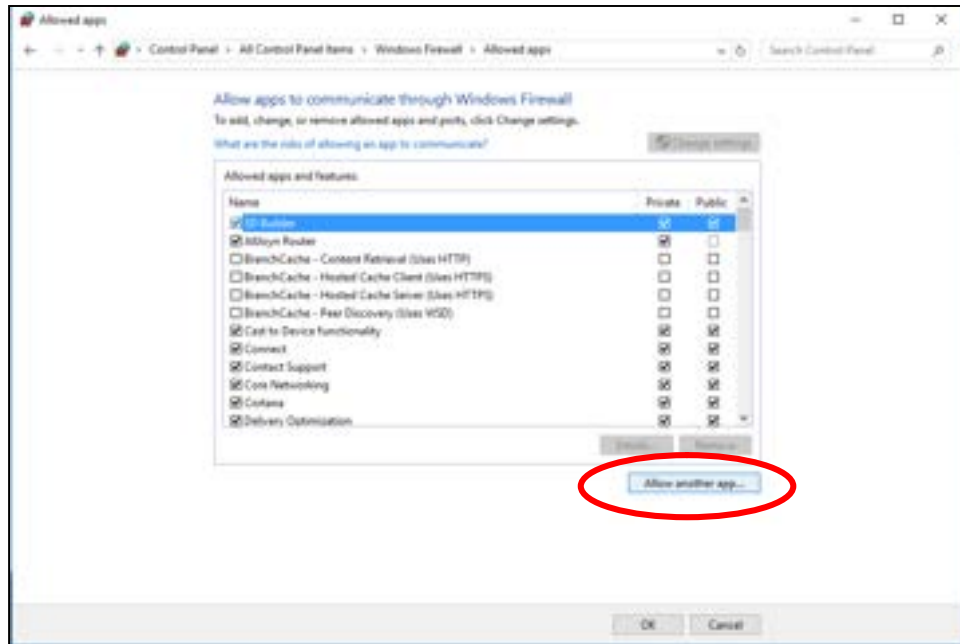 Allowed apps
Control Panel › All Control Panel Items › Windows Firewall › Allowed apps
Search Control Panel
Allow apps to communicate through Windows Firewall
To add, change, or remove allowed apps and ports, click Change settings.
What are the risks of allowing an app to communicate?
Change settings
Allowed apps and features:
Name Private Public
3D Builder
AllJoyn Router
BranchCache - Content Retrieval (Uses HTTP)
BranchCache - Hosted Cache Client (Uses HTTPS)
BranchCache - Hosted Cache Server (Uses HTTPS)
BranchCache - Peer Discovery (Uses WSD)
Cast to Device functionality
Connect
Contact Support
Core Networking
Cortana
Delivery Optimization
Details... Remove
Allow another app...
OK Cancel